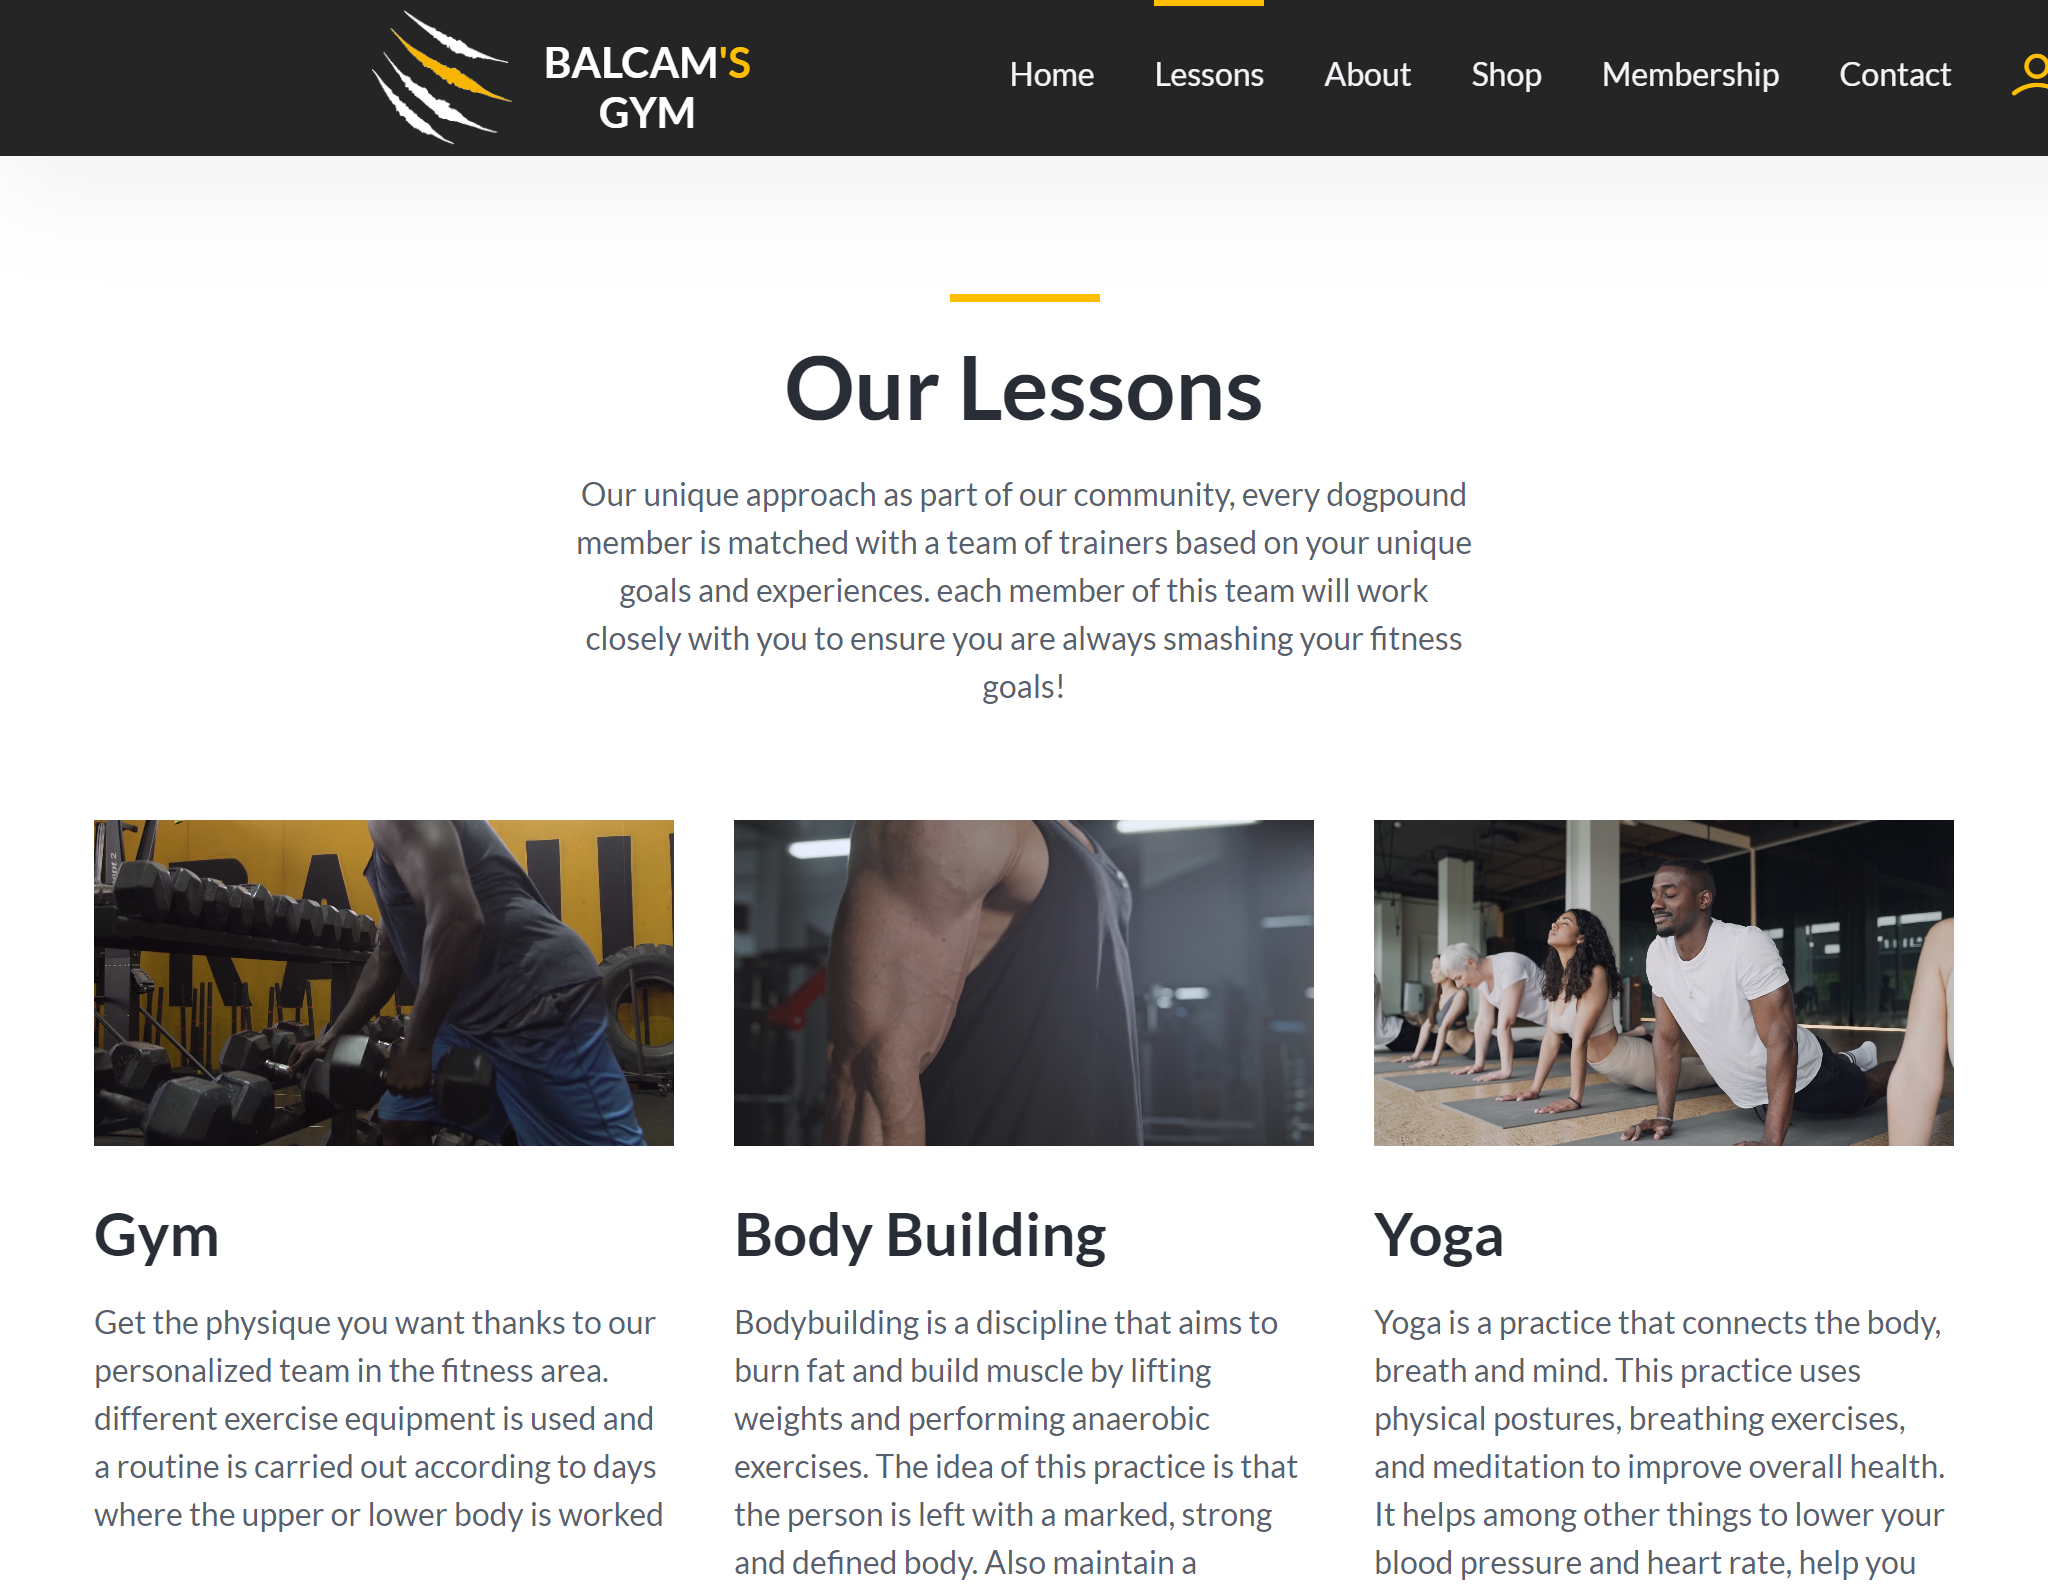 BALCAM'S
GYM
Home
Lessons
About
Shop
Membership
Contact
Our Lessons
Our unique approach as part of our community, every dogpound
member is matched with a team of trainers based on your unique
goals and experiences. each member of this team will work
closely with you to ensure you are always smashing your fitness
goals!
Gym
Get the physique you want thanks to our
personalized team in the fitness area.
different exercise equipment is used and
a routine is carried out according to days
where the upper or lower body is worked
Body Building
Bodybuilding is a discipline that aims to
burn fat and build muscle by lifting
weights and performing anaerobic
exercises. The idea of this practice is that
the person is left with a marked, strong
and defined body. Also maintain a
Yoga
Yoga is a practice that connects the body,
breath and mind. This practice uses
physical postures, breathing exercises,
and meditation to improve overall health.
It helps among other things to lower your
blood pressure and heart rate, help you